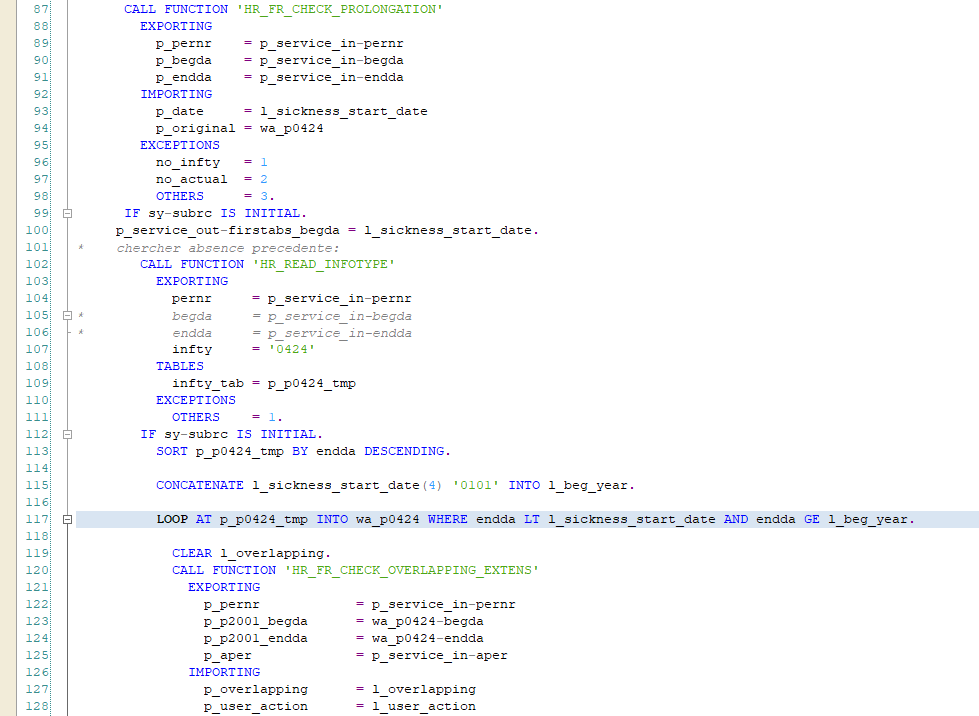 87 CALL FUNCTION 'HR_FR_CHECK_PROLONGATION'
88 EXPORTING
89 p_pernr = p_service_in-pernr
90 p_begda = p_service_in-begda
91 p_endda = p_service_in-endda
92 IMPORTING
93 p_date = l_sickness_start_date
94 p_original = wa_p0424
95 EXCEPTIONS
96 no_infty = 1
97 no_actual = 2
98 OTHERS = 3.
99 IF sy-subrc IS INITIAL.
100 p_service_out-firstabs_begda = l_sickness_start_date.
101 * chercher absence precedente:
102 CALL FUNCTION 'HR_READ_INFOTYPE'
103 EXPORTING
104 pernr = p_service_in-pernr
105 * begda = p_service_in-begda
106 * endda = p_service_in-endda
107 infty = '0424'
108 TABLES
109 infty_tab = p_p0424_tmp
110 EXCEPTIONS
111 OTHERS = 1.
112 IF sy-subrc IS INITIAL.
113 SORT p_p0424_tmp BY endda DESCENDING.
114
115 CONCATENATE l_sickness_start_date(4) '0101' INTO l_beg_year.
116
117 LOOP AT p_p0424_tmp INTO wa_p0424 WHERE endda LT l_sickness_start_date AND endda GE l_beg_year.
118
119 CLEAR l_overlapping.
120 CALL FUNCTION 'HR_FR_CHECK_OVERLAPPING_EXTENS'
121 EXPORTING
122 p_pernr = p_service_in-pernr
123 p_p2001_begda = wa_p0424-begda
124 p_p2001_endda = wa_p0424-endda
125 p_aper = p_service_in-aper
126 IMPORTING
127 p_overlapping = l_overlapping
128 p_user_action = l_user_action